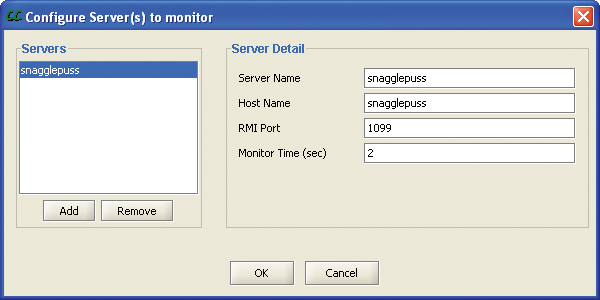 CC Configure Server(s) to monitor
Servers
snagglepuss
Add Remove
Server Detail
Server Name snagglepuss
Host Name snagglepuss
RMI Port 1099
Monitor Time (sec) 2
OK Cancel